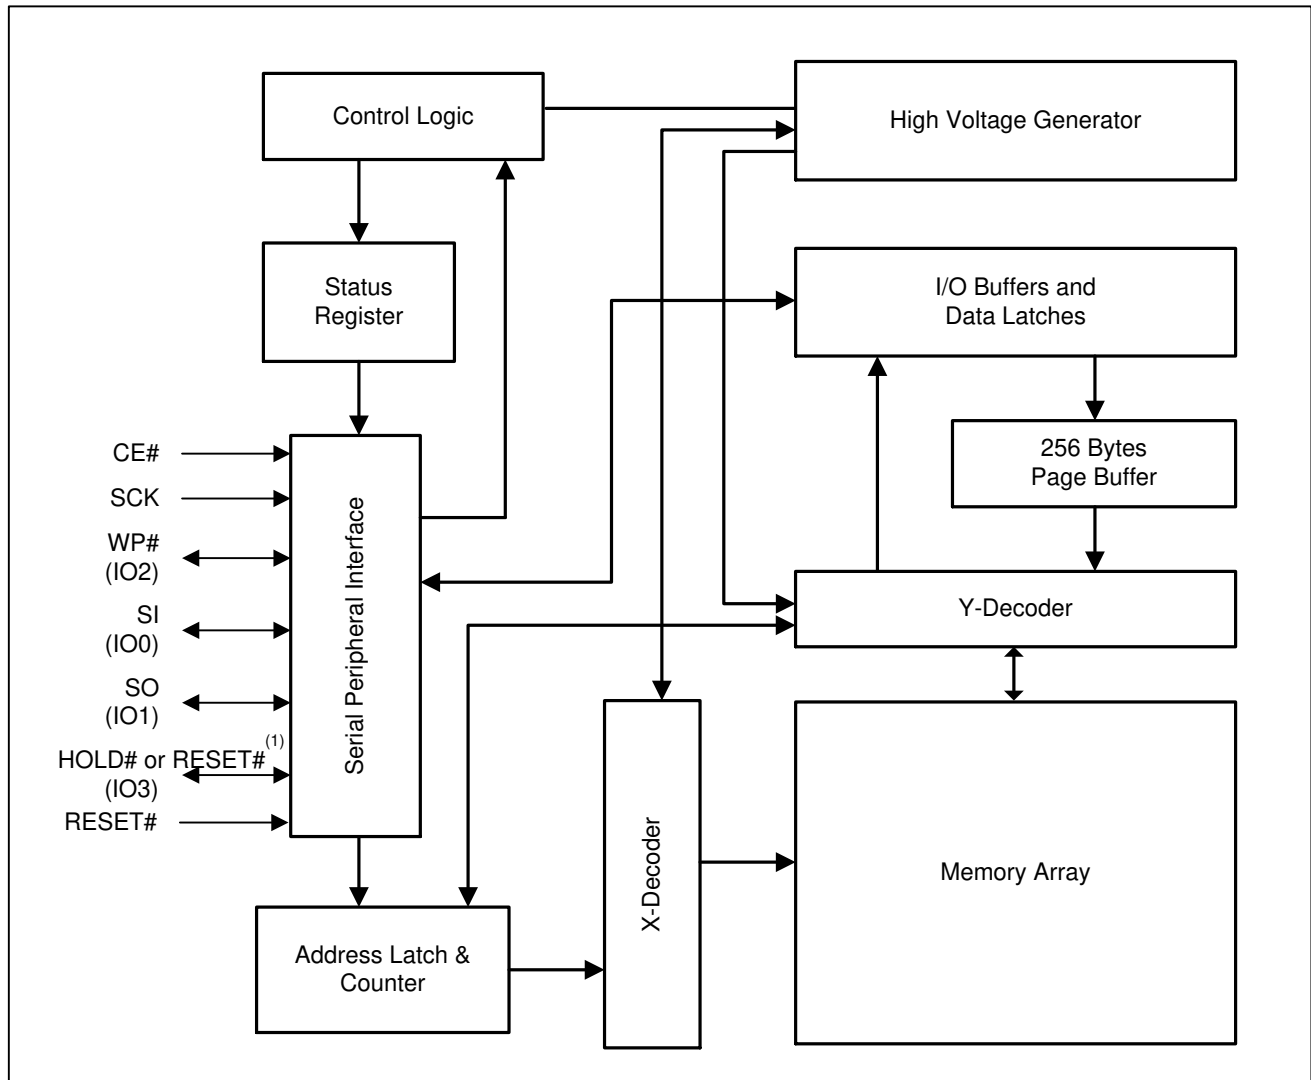 Control Logic
High Voltage Generator
Status
Register
I/O Buffers and
Data Latches
256 Bytes
Page Buffer
CE#
SCK
WP#
(IO2)
SI
(IO0)
SO
(IO1)
HOLD# or RESET#(1)
(IO3)
RESET#
Serial Peripheral Interface
Y-Decoder
X-Decoder
Memory Array
Address Latch &
Counter